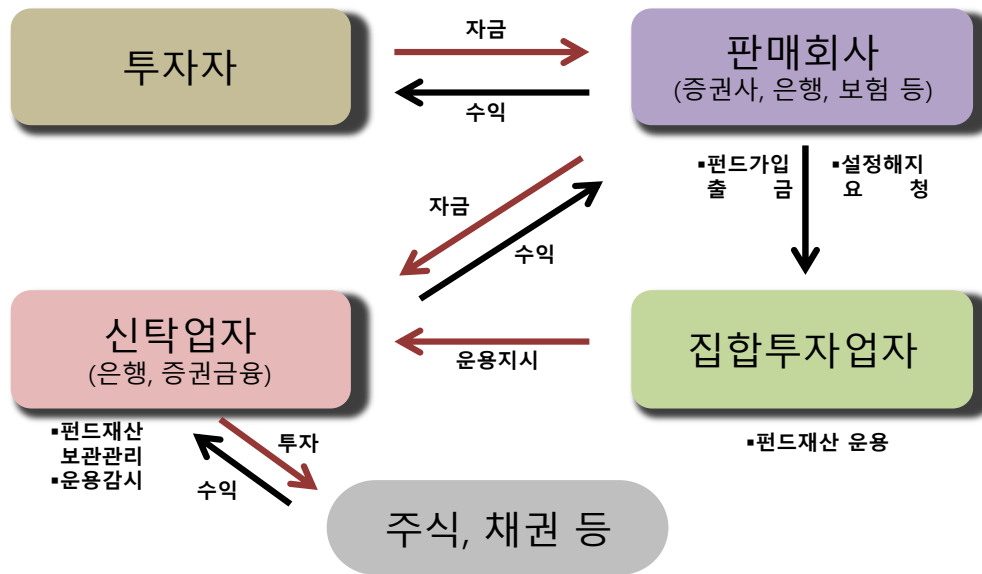 투자자
자금
수익
판매회사
(증권사, 은행, 보험 등)
▪펀드가입
출 금
▪설정해지
요 청
자금
수익
신탁업자
(은행, 증권금융)
운용지시
집합투자업자
▪펀드재산
보관관리
▪운용감시
투자
수익
▪펀드재산 운용
주식, 채권 등